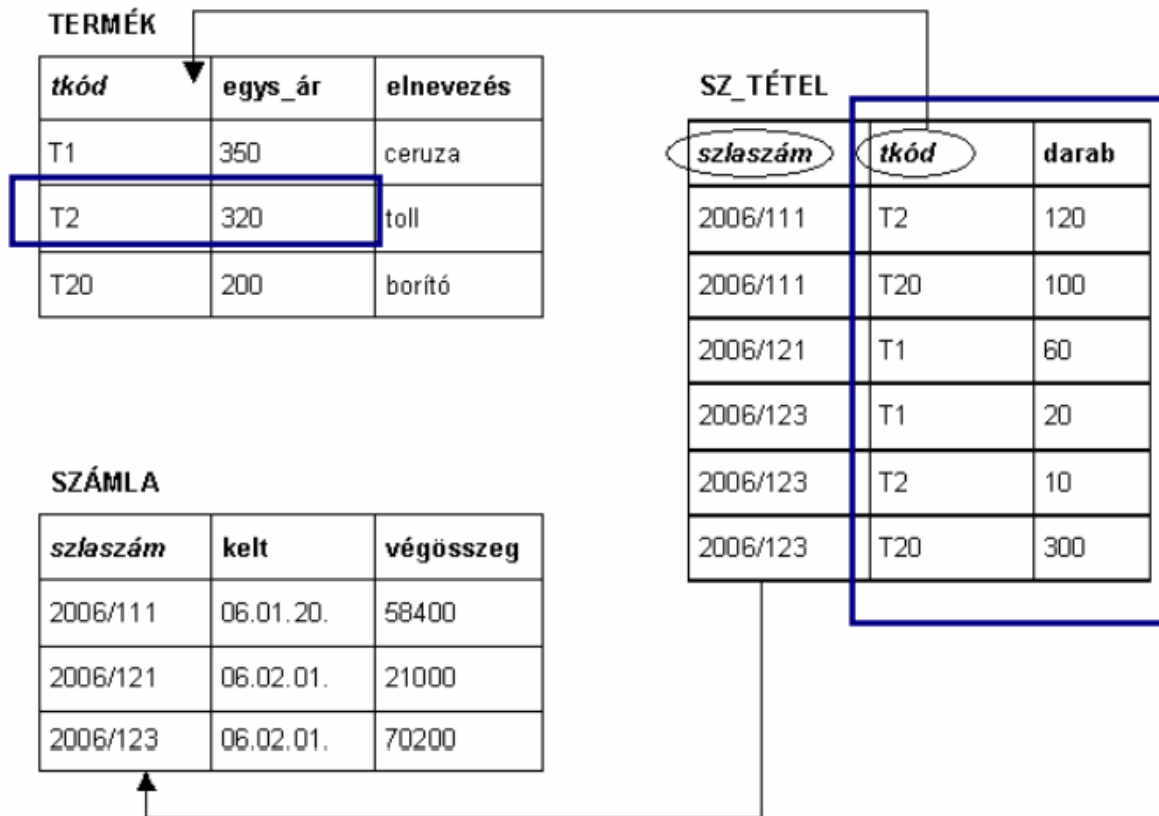 TERMÉK
tkód egys_ár elnevezés
T1 350 ceruza
T2 320 toll
T20 200 borító
SZ_TÉTEL
szlaszám tkód darab
2006/111 T2 120
2006/111 T20 100
2006/121 T1 60
2006/123 T1 20
2006/123 T2 10
2006/123 T20 300
SZÁMLA
szlaszám kelt végösszeg
2006/111 06.01.20. 58400
2006/121 06.02.01. 21000
2006/123 06.02.01. 70200